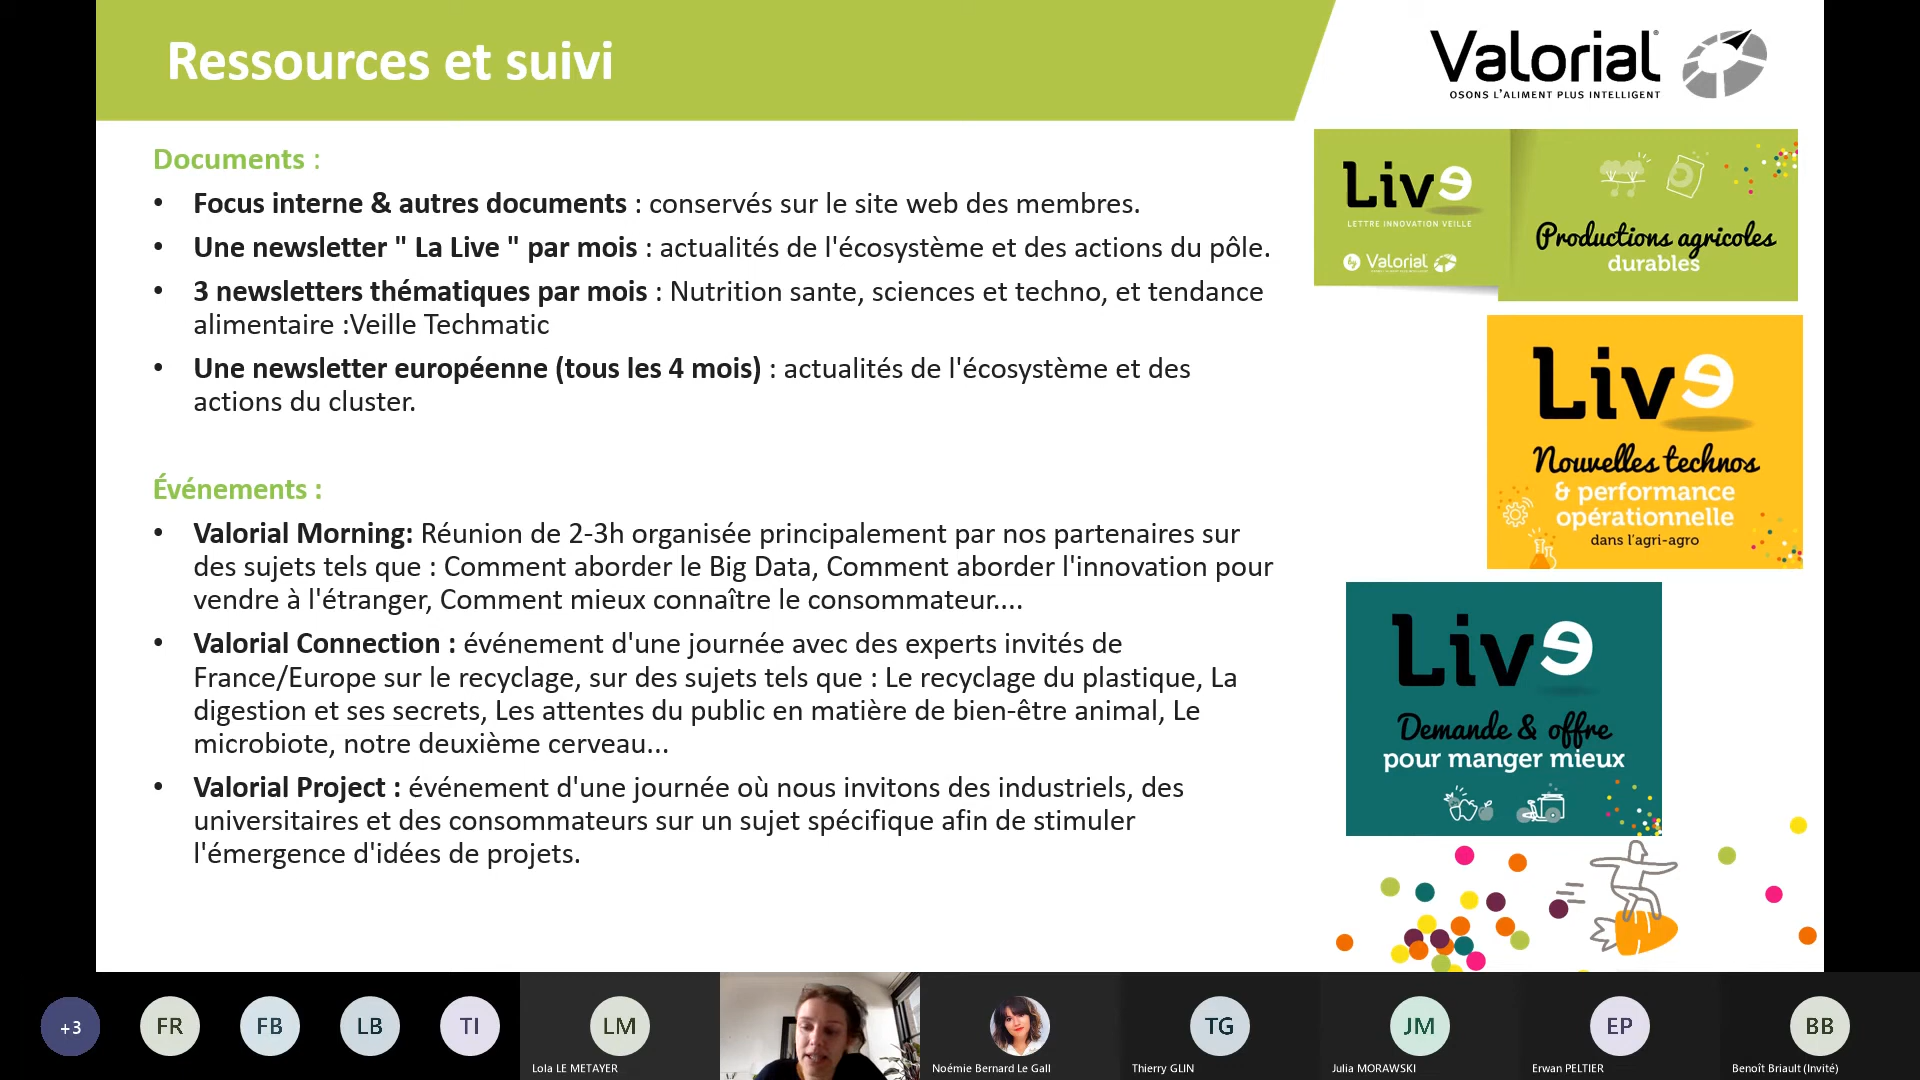 Ressources et suivi
Valorial
OSONS L'ALIMENT PLUS INTELLIGENT
Documents :
• Focus interne & autres documents : conservés sur le site web des membres.
• Une newsletter " La Live " par mois : actualités de l'écosystème et des actions du pôle.
• 3 newsletters thématiques par mois : Nutrition sante, sciences et techno, et tendance
alimentaire :Veille Techmatic
• Une newsletter européenne (tous les 4 mois) : actualités de l'écosystème et des
actions du cluster.
Événements :
• Valorial Morning: Réunion de 2-3h organisée principalement par nos partenaires sur
des sujets tels que : Comment aborder le Big Data, Comment aborder l'innovation pour
vendre à l'étranger, Comment mieux connaître le consommateur....
• Valorial Connection : événement d'une journée avec des experts invités de
France/Europe sur le recyclage, sur des sujets tels que : Le recyclage du plastique, La
digestion et ses secrets, Les attentes du public en matière de bien-être animal, Le
microbiote, notre deuxième cerveau...
• Valorial Project : événement d'une journée où nous invitons des industriels, des
universitaires et des consommateurs sur un sujet spécifique afin de stimuler
l'émergence d'idées de projets.
Live
LETTRE INNOVATION VEILLE
by Valorial
Productions agricoles
durables
Live
Nouvelles technos
& performance
opérationnelle
dans l'agri-agro
Live
Demande & offre
pour manger mieux
+3
FR
FB
LB
TI
LM
Lola LE METAYER
Noémie Bernard Le Gall
TG
Thierry GLIN
JM
Julia MORAWSKI
EP
Erwan PELTIER
BB
Benoît Briault (Invité)